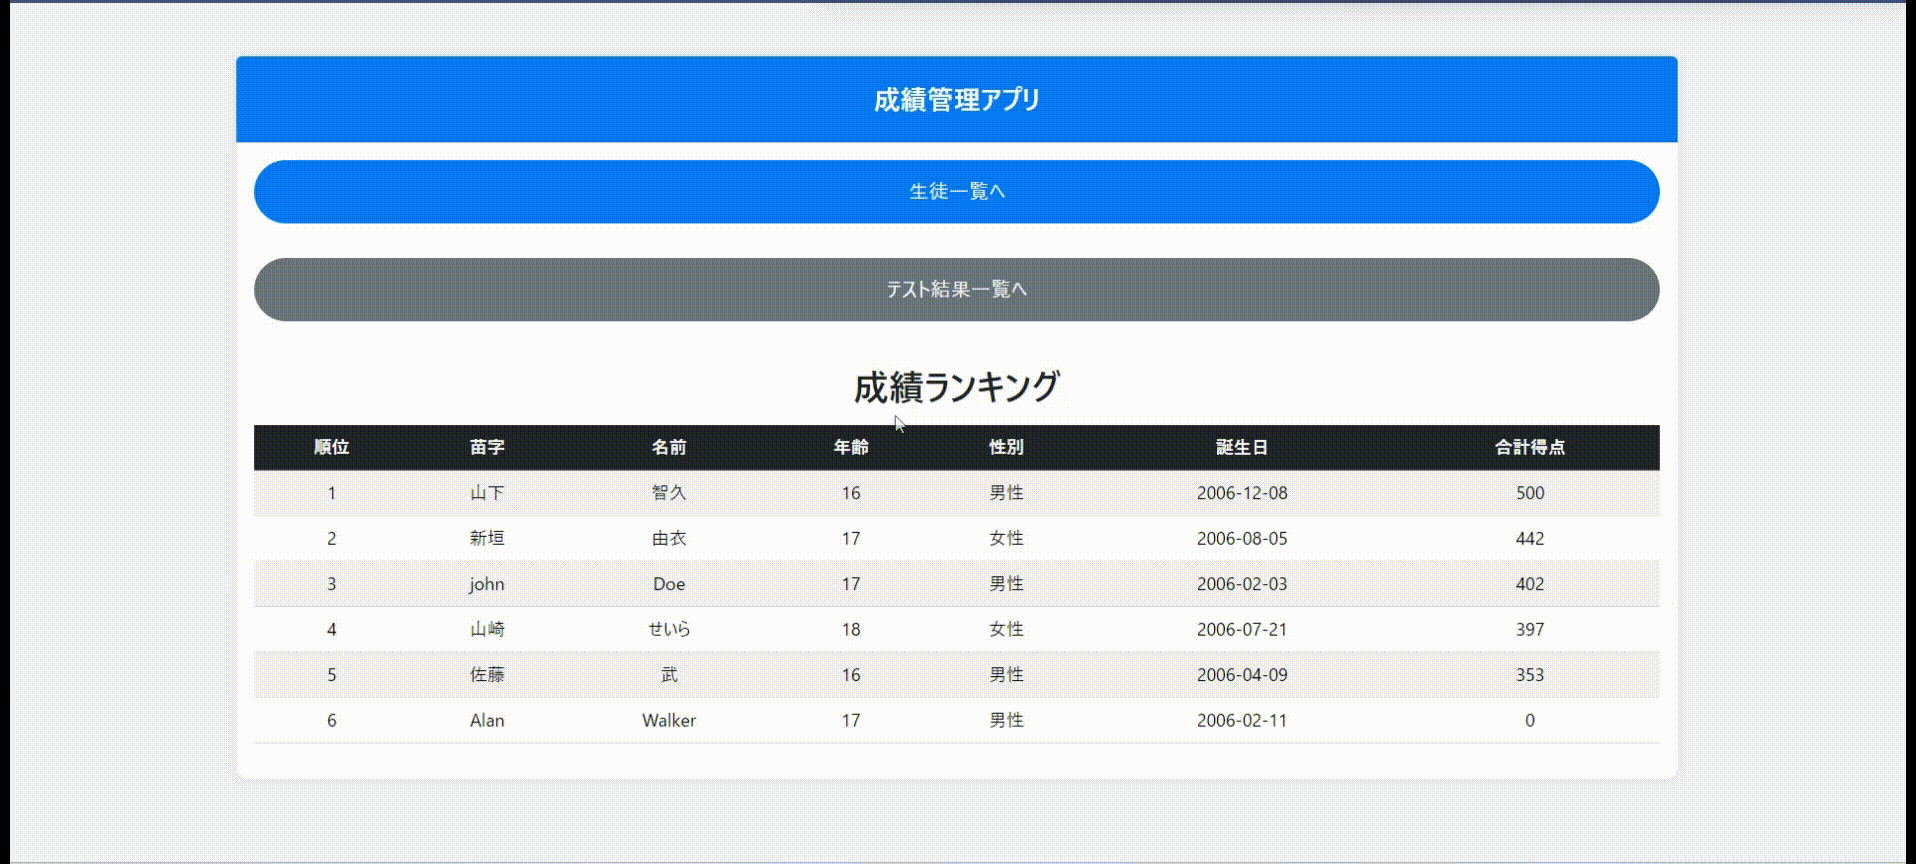 成績管理アプリ
生徒一覧へ
テスト結果一覧へ
成績ランキング
順位 苗字 名前 年齢 性別 誕生日 合計得点
1 山下 智久 16 男性 2006-12-08 500
2 新垣 由衣 17 女性 2006-08-05 442
3 john Doe 17 男性 2006-02-03 402
4 山崎 せいら 18 女性 2006-07-21 397
5 佐藤 武 16 男性 2006-04-09 353
6 Alan Walker 17 男性 2006-02-11 0